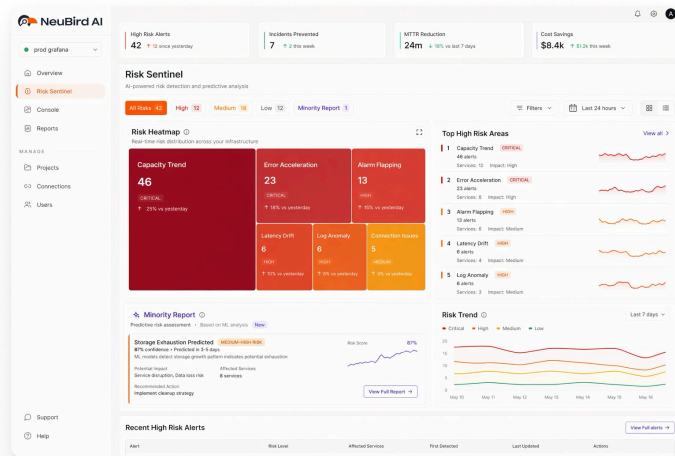 NeuBird AI
prod grafana
Overview
Risk Sentinel
Console
Reports
MANAGE
Projects
Connections
Users
Support
Help
A
High Risk Alerts
42 ↑ 12 since yesterday
Incidents Prevented
7 ↑ 2 this week
MTTR Reduction
24m ↓ 18% vs last 7 days
Cost Savings
$8.4k ↑ $1.2k this week
Risk Sentinel
AI-powered risk detection and predictive analysis
All Risks 42 High 12 Medium 18 Low 12 Minority Report 1
Filters Last 24 hours
Risk Heatmap
Real-time risk distribution across your infrastructure
Capacity Trend
46
CRITICAL
↑ 25% vs yesterday
Error Acceleration
23
CRITICAL
↑ 18% vs yesterday
Alarm Flapping
13
HIGH
↑ 15% vs yesterday
Latency Drift
6
HIGH
↑ 10% vs yesterday
Log Anomaly
6
HIGH
vs yesterday
Connection Issues
5
MEDIUM
vs yesterday
Top High Risk Areas View all
1 Capacity Trend CRITICAL
46 alerts
Services: 12 Impact: High
2 Error Acceleration CRITICAL
23 alerts
Services: 8 Impact: High
3 Alarm Flapping HIGH
13 alerts
Services: 6 Impact: Medium
4 Latency Drift HIGH
6 alerts
Services: 4 Impact: Medium
5 Log Anomaly HIGH
6 alerts
Services: 3 Impact: Medium
Minority Report
Predictive risk assessment • Based on ML analysis New
Storage Exhaustion Predicted MEDIUM-HIGH RISK
87% confidence • Predicted in 3-5 days
ML models detect storage growth pattern indicates potential exhaustion
Potential Impact Affected Services
Service disruption, Data loss risk 8 services
Recommended Action
Implement cleanup strategy
Risk Score 87%
View Full Report →
Risk Trend Last 7 days
Critical High Medium Low
20
15
10
5
0
May 10 May 11 May 12 May 13 May 14 May 15 May 16
Recent High Risk Alerts View Full alerts →
Alert Risk Level Affected Services First Detected Last Updated Actions